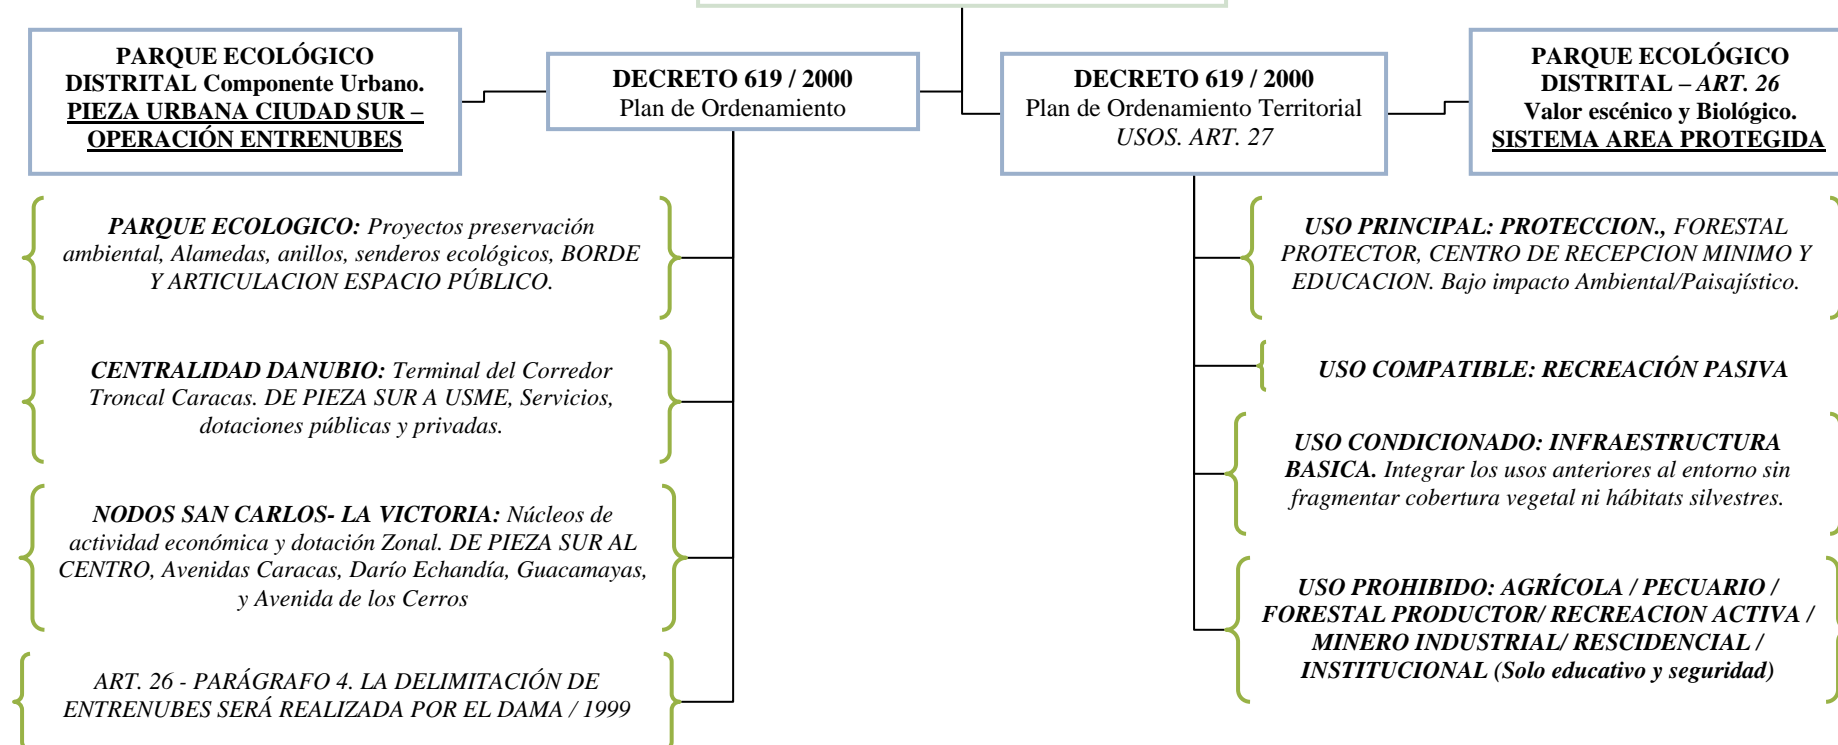 PARQUE ECOLÓGICO
DISTRITAL Componente Urbano.
PIEZA URBANA CIUDAD SUR –
OPERACIÓN ENTRENUBES
DECRETO 619 / 2000
Plan de Ordenamiento
DECRETO 619 / 2000
Plan de Ordenamiento Territorial
USOS. ART. 27
PARQUE ECOLÓGICO
DISTRITAL – ART. 26
Valor escénico y Biológico.
SISTEMA AREA PROTEGIDA
PARQUE ECOLOGICO: Proyectos preservación
ambiental, Alamedas, anillos, senderos ecológicos, BORDE
Y ARTICULACION ESPACIO PÚBLICO.
CENTRALIDAD DANUBIO: Terminal del Corredor
Troncal Caracas. DE PIEZA SUR A USME, Servicios,
dotaciones públicas y privadas.
NODOS SAN CARLOS- LA VICTORIA: Núcleos de
actividad económica y dotación Zonal. DE PIEZA SUR AL
CENTRO, Avenidas Caracas, Darío Echandía, Guacamayas,
y Avenida de los Cerros
ART. 26 - PARÁGRAFO 4. LA DELIMITACIÓN DE
ENTRENUBES SERÁ REALIZADA POR EL DAMA / 1999
USO PRINCIPAL: PROTECCION., FORESTAL
PROTECTOR, CENTRO DE RECEPCION MINIMO Y
EDUCACION. Bajo impacto Ambiental/Paisajístico.
USO COMPATIBLE: RECREACIÓN PASIVA
USO CONDICIONADO: INFRAESTRUCTURA
BASICA. Integrar los usos anteriores al entorno sin
fragmentar cobertura vegetal ni hábitats silvestres.
USO PROHIBIDO: AGRÍCOLA / PECUARIO /
FORESTAL PRODUCTOR/ RECREACION ACTIVA /
MINERO INDUSTRIAL/ RESCIDENCIAL /
INSTITUCIONAL (Solo educativo y seguridad)